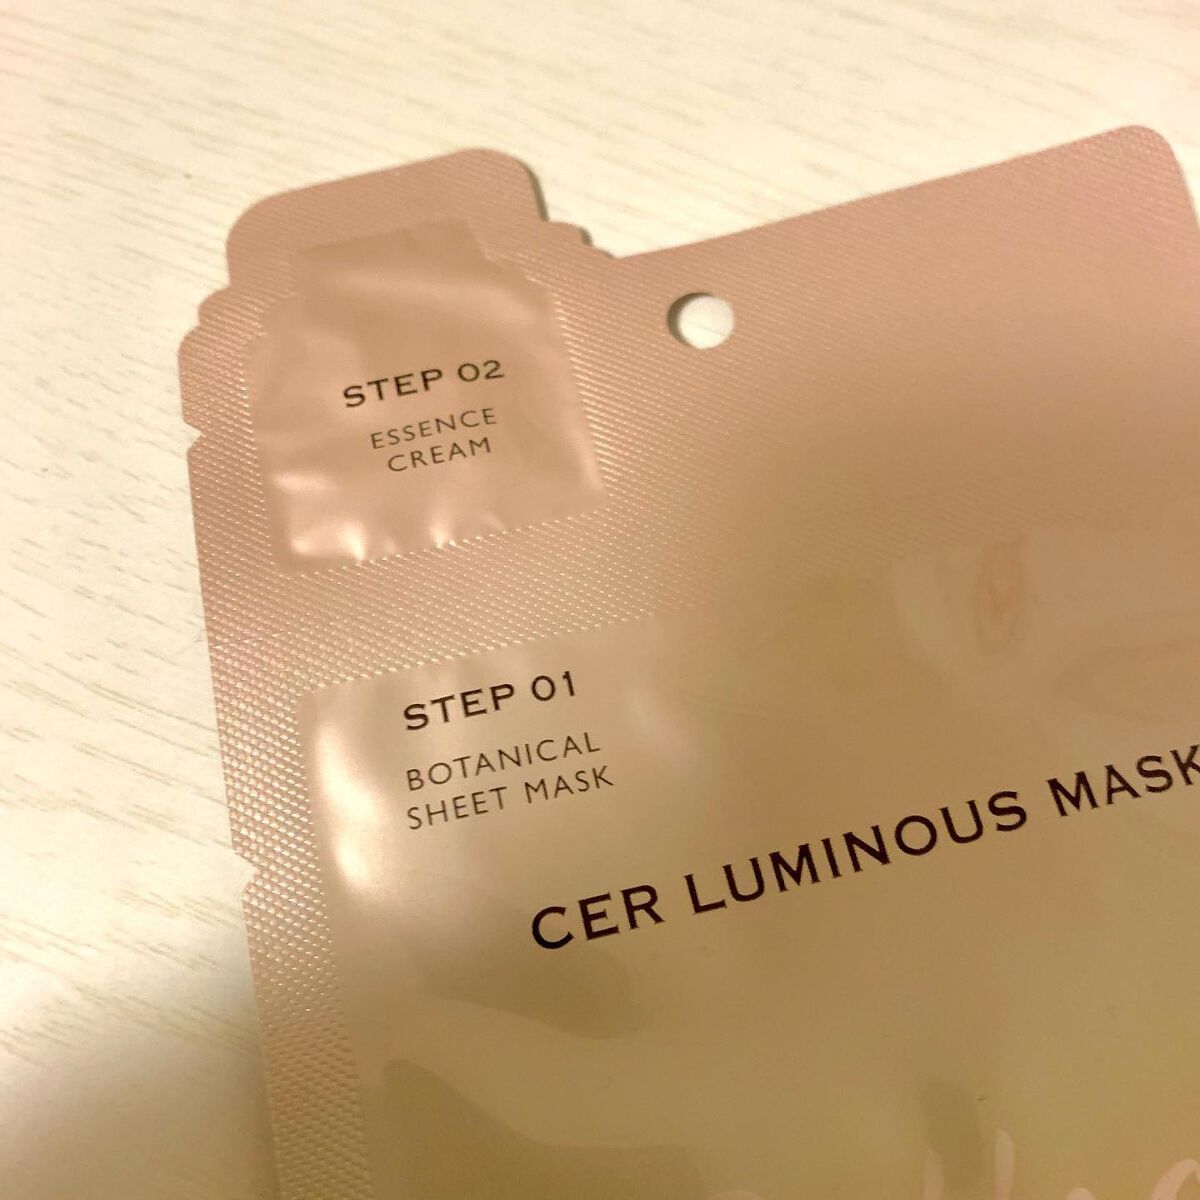 STEP 02
ESSENCE
CREAM
STEP 01
BOTANICAL
SHEET MASK
CER LUMINOUS MASK